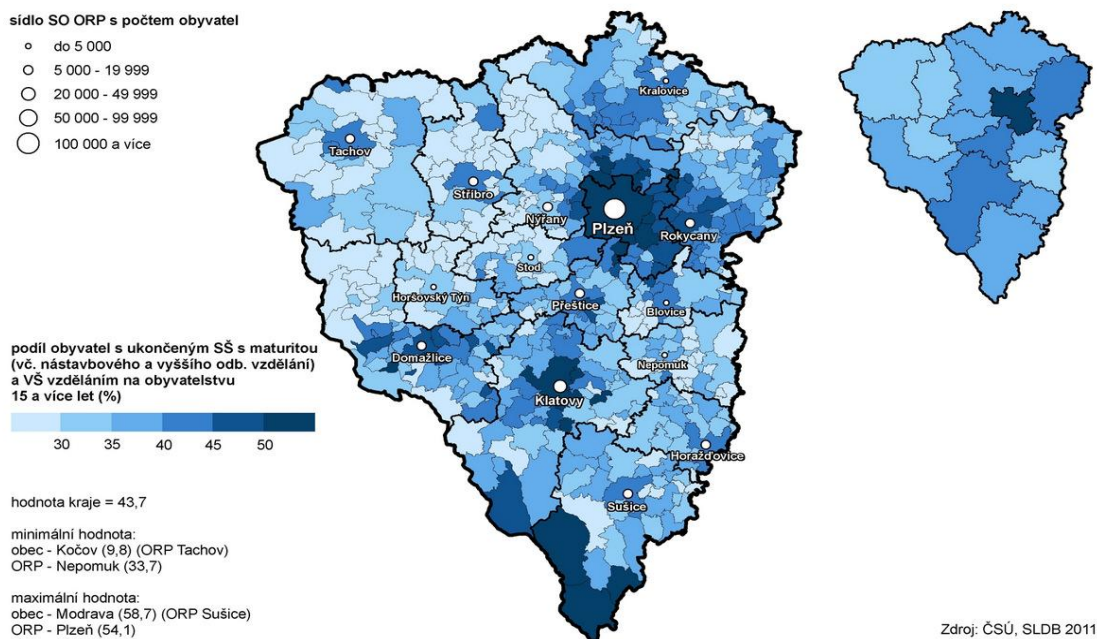 sídlo SO ORP s počtem obyvatel
do 5 000
5 000 - 19 999
20 000 - 49 999
50 000 - 99 999
100 000 a více
Kralovice
Tachov
Stříbro
Nýřany
Plzeň
Rokycany
Stod
Horšovský Týn
Přeštice
Blovice
Domažlice
Nepomuk
Klatovy
Horažďovice
Sušice
podíl obyvatel s ukončeným SŠ s maturitou
(vč. nástavbového a vyššího odb. vzdělání)
a VŠ vzděláním na obyvatelstvu
15 a více let (%)
30 35 40 45 50
hodnota kraje = 43,7
minimální hodnota:
obec - Kočov (9,8) (ORP Tachov)
ORP - Nepomuk (33,7)
maximální hodnota:
obec - Modrava (58,7) (ORP Sušice)
ORP - Plzeň (54,1)
Zdroj: ČSÚ, SLDB 2011